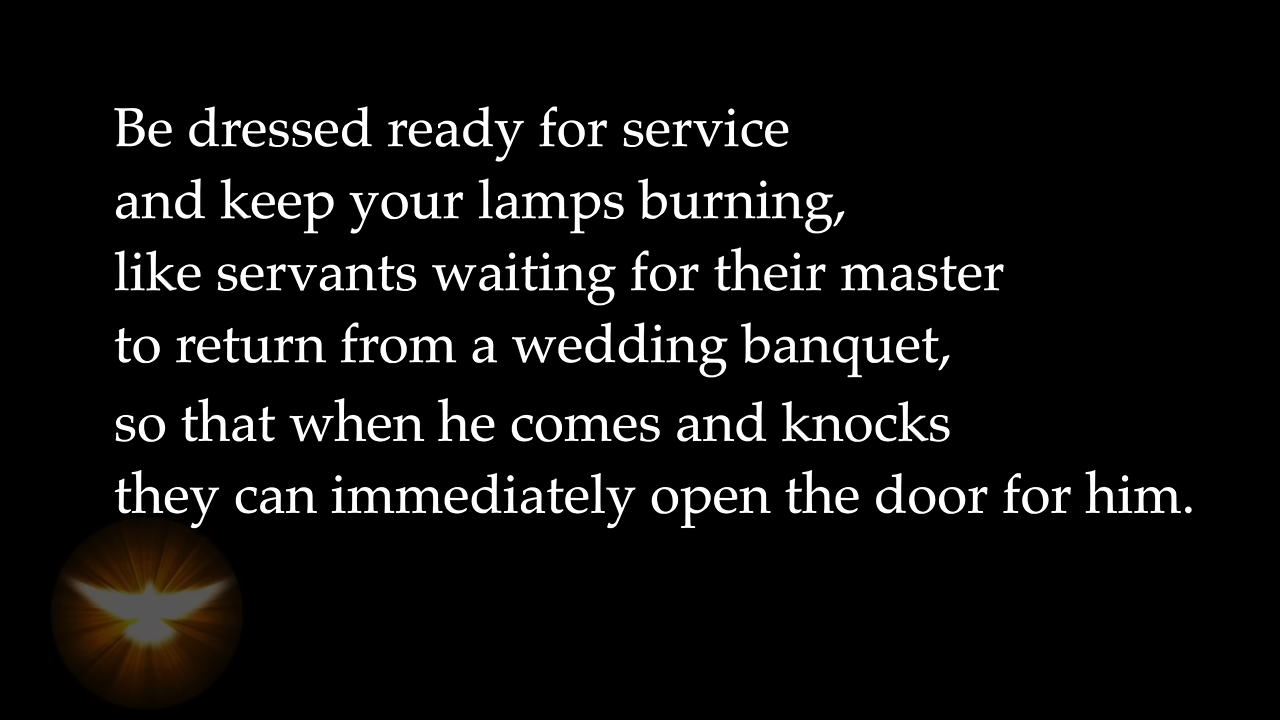 Be dressed ready for service
and keep your lamps burning,
like servants waiting for their master
to return from a wedding banquet,
so that when he comes and knocks
they can immediately open the door for him.